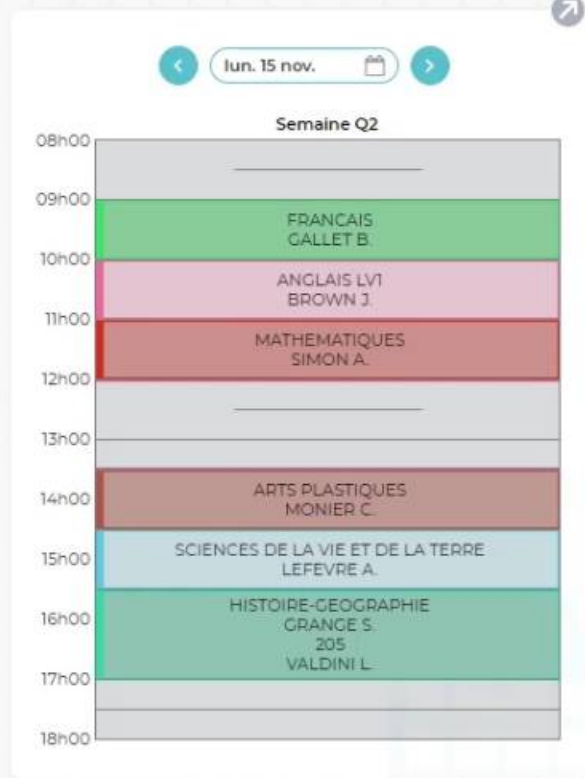 lun. 15 nov.
Semaine Q2
08h00
09h00
FRANCAIS
GALLET B.
10h00
ANGLAIS LV1
BROWN J.
11h00
MATHEMATIQUES
SIMON A.
12h00
13h00
14h00
ARTS PLASTIQUES
MONIER C.
15h00
SCIENCES DE LA VIE ET DE LA TERRE
LEFEVRE A.
16h00
HISTOIRE-GEOGRAPHIE
GRANGE S.
205
VALDINI L.
17h00
18h00